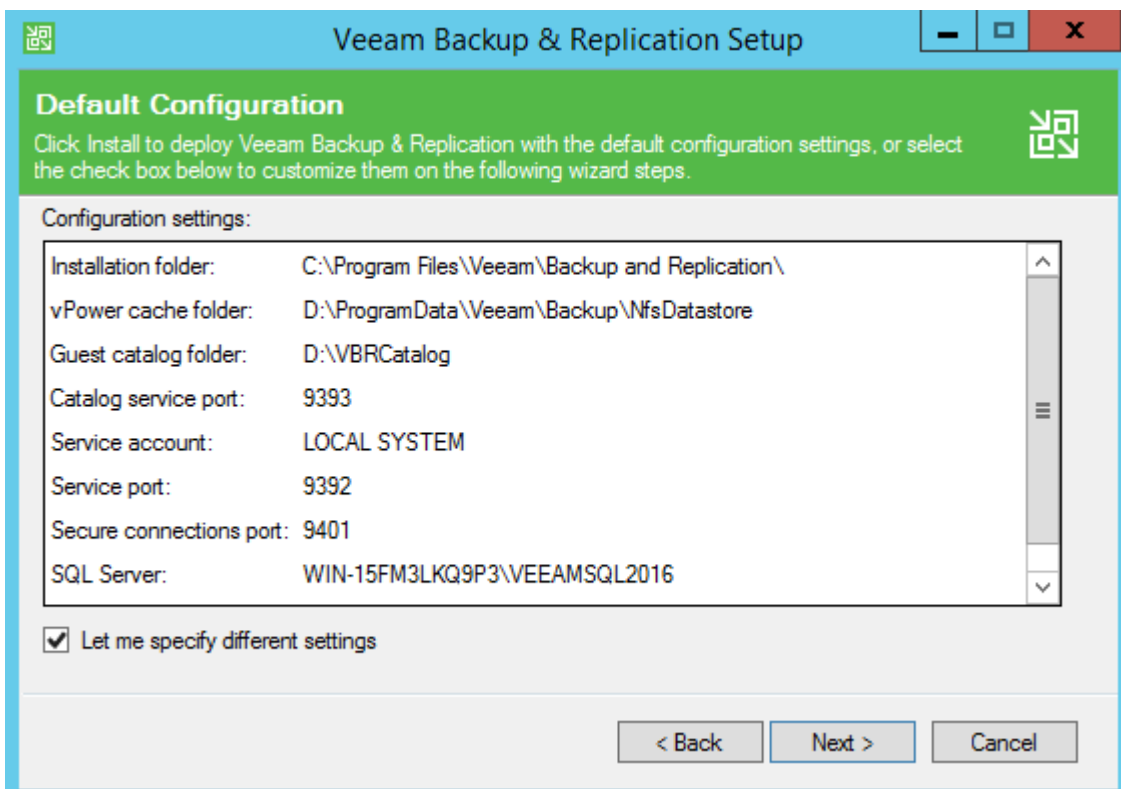 Veeam Backup & Replication Setup
Default Configuration
Click Install to deploy Veeam Backup & Replication with the default configuration settings, or select
the check box below to customize them on the following wizard steps.
Configuration settings:
Installation folder: C:\Program Files\Veeam\Backup and Replication\
vPower cache folder: D:\ProgramData\Veeam\Backup\NfsDatastore
Guest catalog folder: D:\VBRCatalog
Catalog service port: 9393
Service account: LOCAL SYSTEM
Service port: 9392
Secure connections port: 9401
SQL Server: WIN-15FM3LKQ9P3\VEEAMSQL2016
Let me specify different settings
< Back Next > Cancel